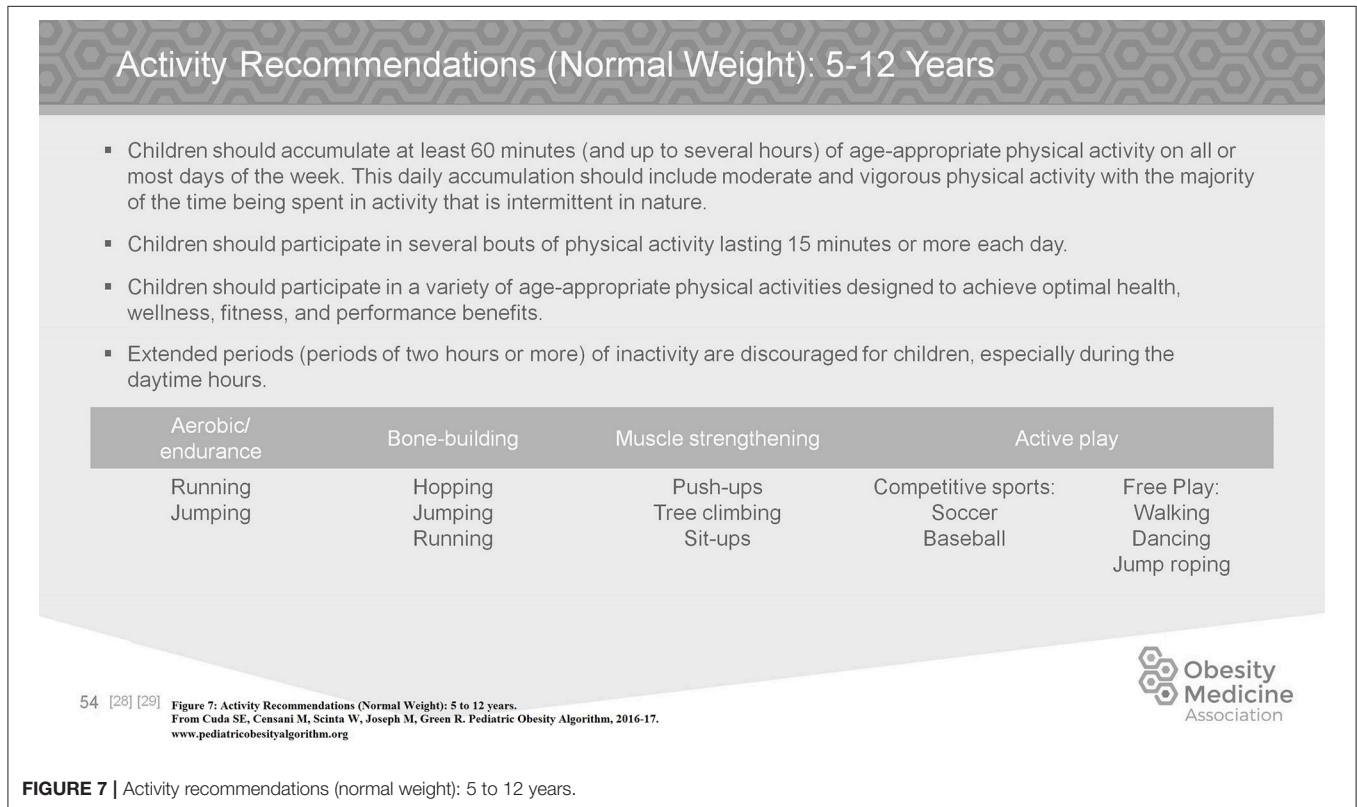 Activity Recommendations (Normal Weight): 5-12 Years
▪ Children should accumulate at least 60 minutes (and up to several hours) of age-appropriate physical activity on all or
most days of the week. This daily accumulation should include moderate and vigorous physical activity with the majority
of the time being spent in activity that is intermittent in nature.
▪ Children should participate in several bouts of physical activity lasting 15 minutes or more each day.
▪ Children should participate in a variety of age-appropriate physical activities designed to achieve optimal health,
wellness, fitness, and performance benefits.
▪ Extended periods (periods of two hours or more) of inactivity are discouraged for children, especially during the
daytime hours.
Aerobic/
endurance
Bone-building
Muscle strengthening
Active play
Running
Jumping
Hopping
Jumping
Running
Push-ups
Tree climbing
Sit-ups
Competitive sports:
Soccer
Baseball
Free Play:
Walking
Dancing
Jump roping
Obesity
Medicine
Association
54 [28] [29]
Figure 7: Activity Recommendations (Normal Weight): 5 to 12 years.
From Cuda SE, Censani M, Scinta W, Joseph M, Green R. Pediatric Obesity Algorithm, 2016-17.
www.pediatricobesityalgorithm.org
FIGURE 7 | Activity recommendations (normal weight): 5 to 12 years.